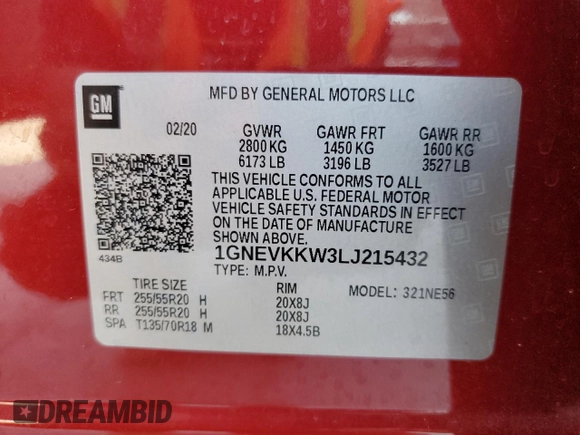 GM
MFD BY GENERAL MOTORS LLC
02/20 GVWR GAWR FRT GAWR RR
2800 KG 1450 KG 1600 KG
6173 LB 3196 LB 3527 LB
THIS VEHICLE CONFORMS TO ALL
APPLICABLE U.S. FEDERAL MOTOR
VEHICLE SAFETY STANDARDS IN EFFECT
ON THE DATE OF MANUFACTURE
SHOWN ABOVE.
434B
1GNEVKKW3LJ215432
TYPE: M.P.V.
TIRE SIZE RIM MODEL: 321NE56
FRT 255/55R20 H 20X8J
RR 255/55R20 H 20X8J
SPA T135/70R18 M 18X4.5B
DREAMBID